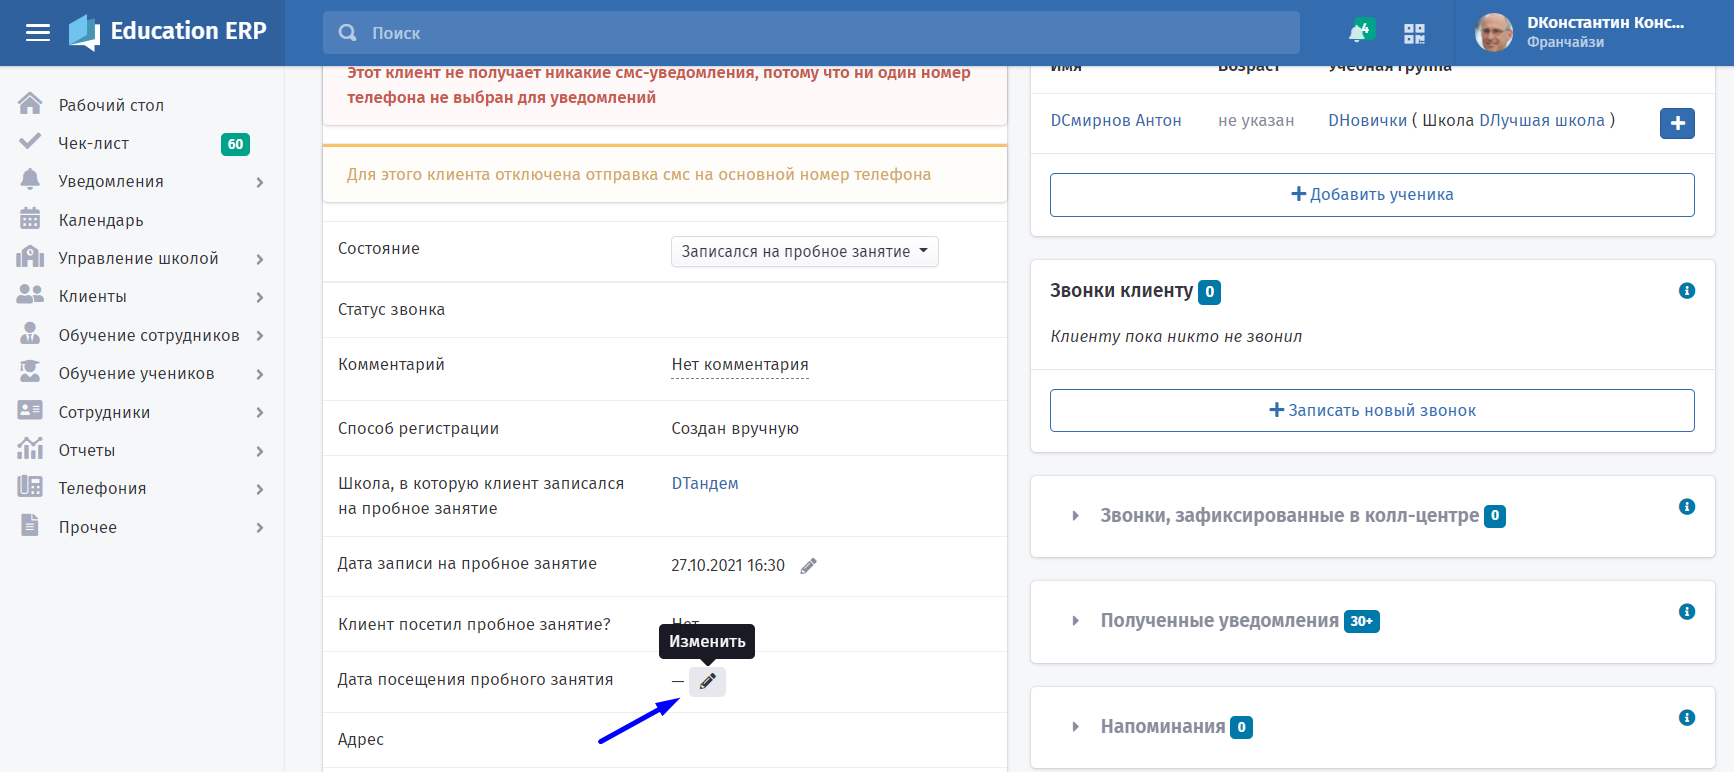 Education ERP
Поиск
4
DКонстантин Конс...
Франчайзи
Рабочий стол
Чек-лист
60
Уведомления
Календарь
Управление школой
Клиенты
Обучение сотрудников
Обучение учеников
Сотрудники
Отчеты
Телефония
Прочее
Этот клиент не получает никакие смс-уведомления, потому что ни один номер
телефона не выбран для уведомлений
Для этого клиента отключена отправка смс на основной номер телефона
Состояние
Записался на пробное занятие
Статус звонка
Комментарий
Нет комментария
Способ регистрации
Создан вручную
Школа, в которую клиент записался
на пробное занятие
DТандем
Дата записи на пробное занятие
27.10.2021 16:30
Клиент посетил пробное занятие?
Нет
Изменить
Дата посещения пробного занятия
—
Адрес
Имя
Возраст
Учебная группа
DСмирнов Антон
не указан
DНовички ( Школа DЛучшая школа )
Добавить ученика
Звонки клиенту 0
Клиенту пока никто не звонил
Записать новый звонок
Звонки, зафиксированные в колл-центре 0
Полученные уведомления 30+
Напоминания 0